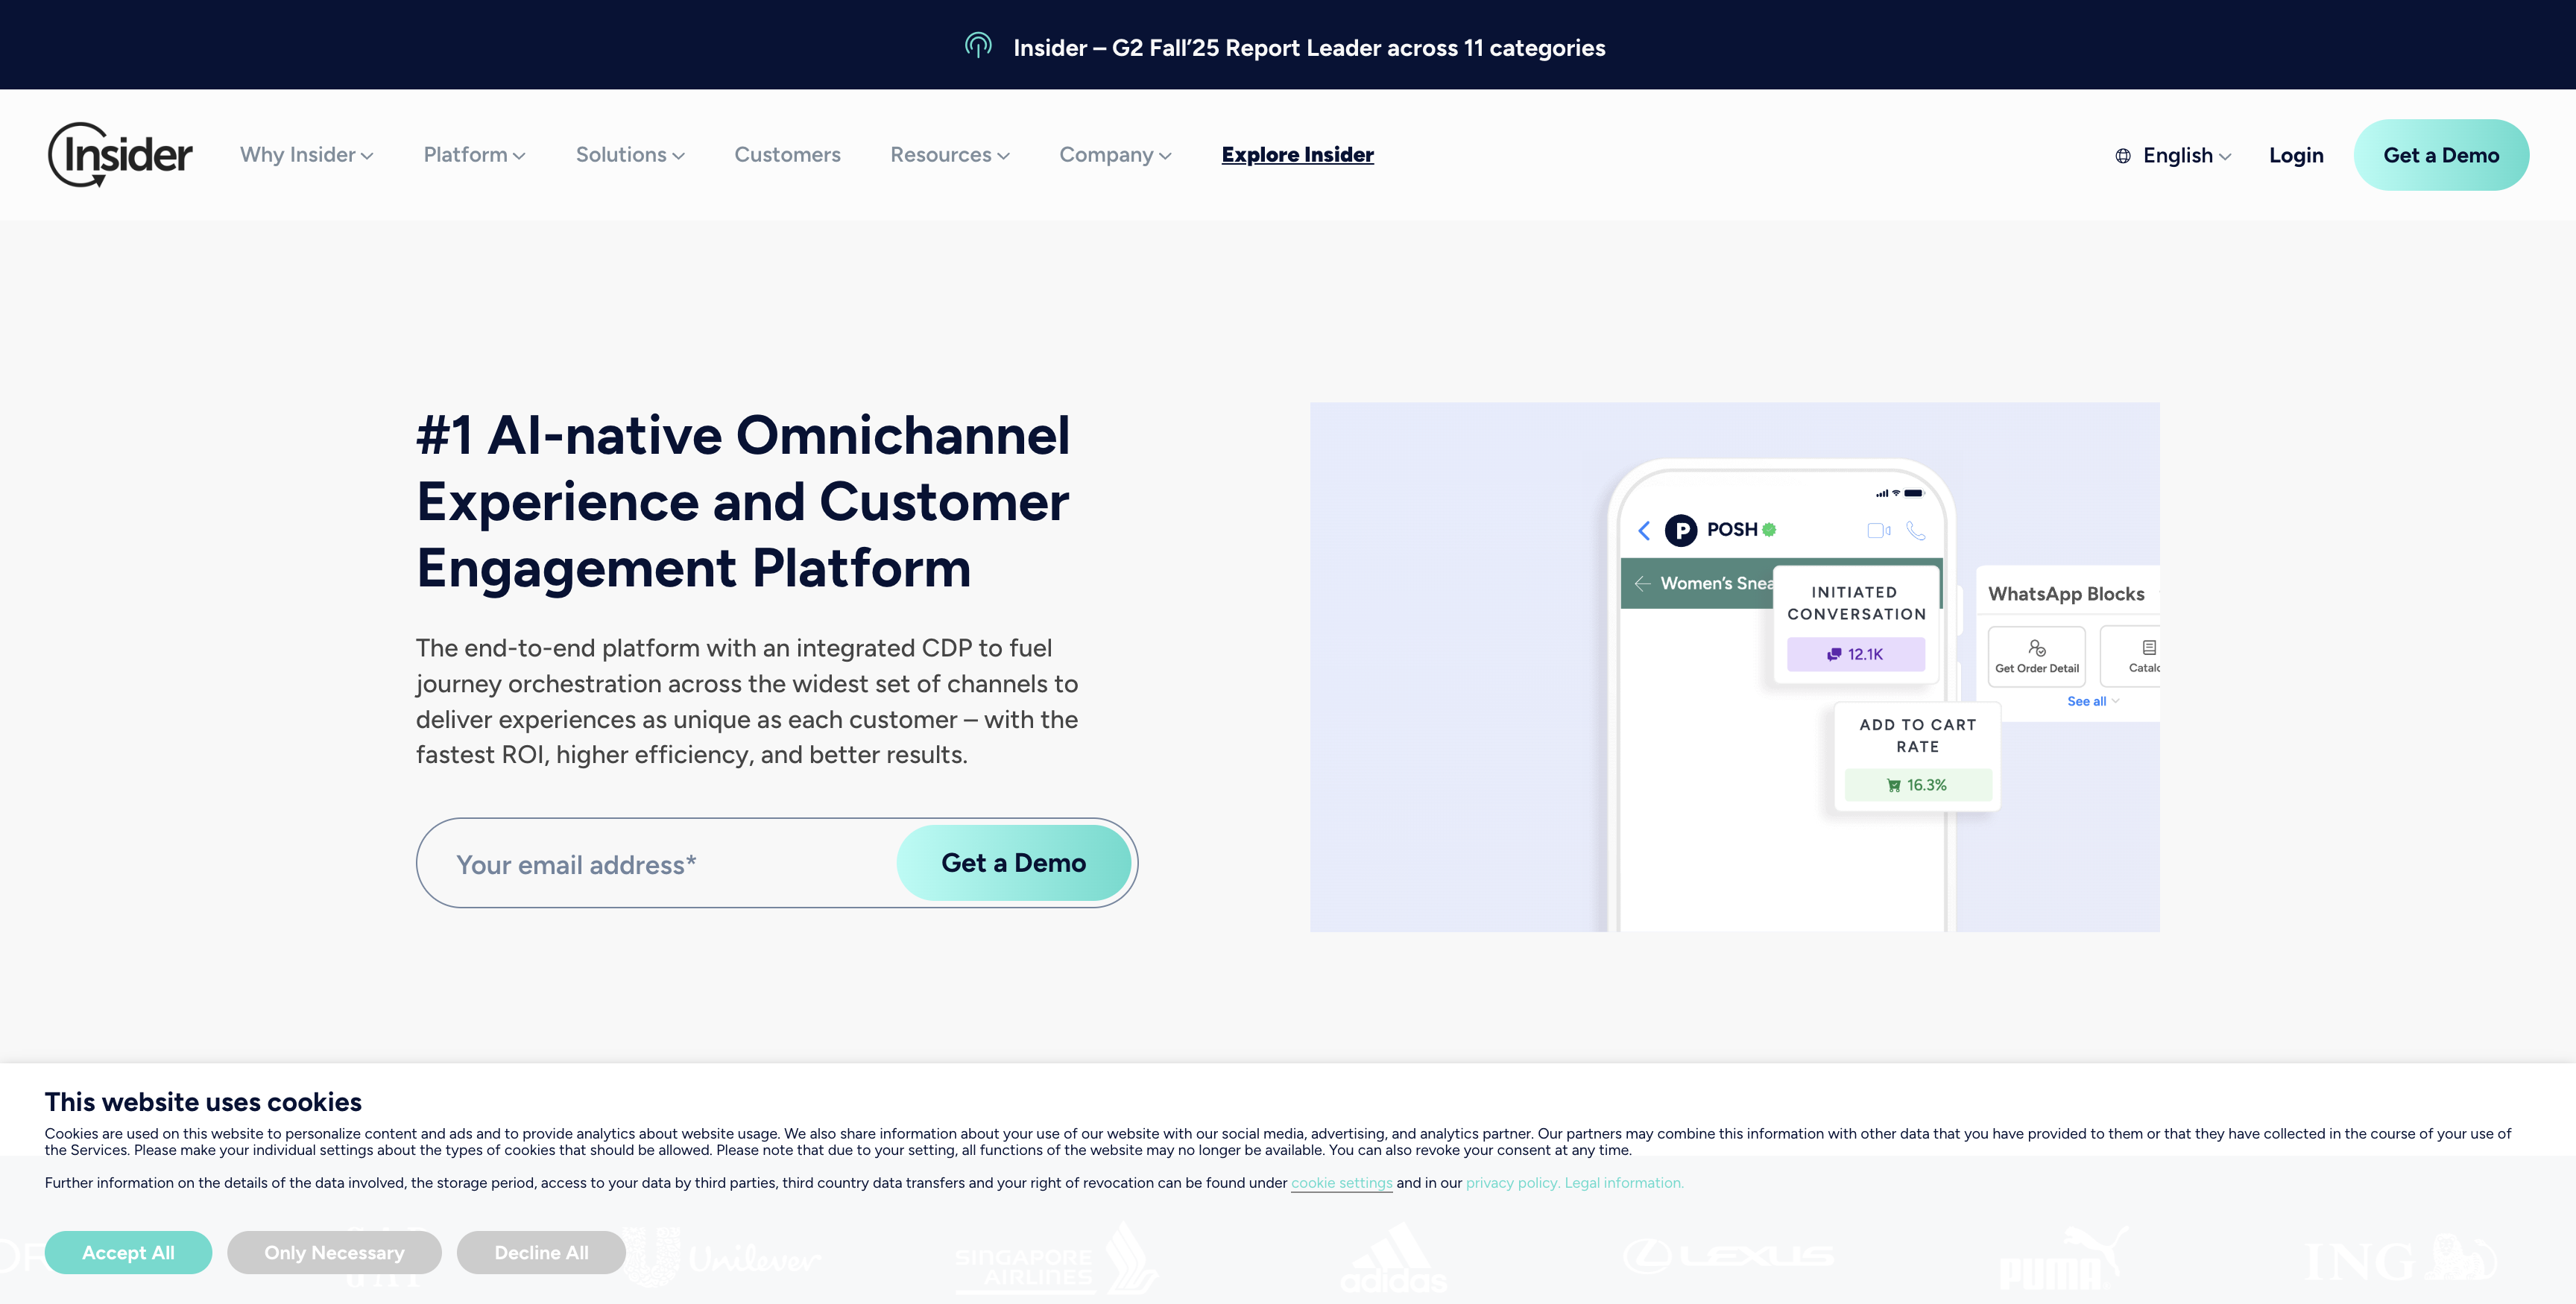 Insider – G2 Fall’25 Report Leader across 11 categories
Insider
Why Insider
Platform
Solutions
Customers
Resources
Company
Explore Insider
English
Login
Get a Demo
#1 AI-native Omnichannel
Experience and Customer
Engagement Platform
The end-to-end platform with an integrated CDP to fuel
journey orchestration across the widest set of channels to
deliver experiences as unique as each customer – with the
fastest ROI, higher efficiency, and better results.
Your email address*
Get a Demo
P POSH
Women’s Snea
INITIATED
CONVERSATION
12.1K
WhatsApp Blocks
Get Order Detail
Catalo
See all
ADD TO CART
RATE
16.3%
This website uses cookies
Cookies are used on this website to personalize content and ads and to provide analytics about website usage. We also share information about your use of our website with our social media, advertising, and analytics partner. Our partners may combine this information with other data that you have provided to them or that they have collected in the course of your use of
the Services. Please make your individual settings about the types of cookies that should be allowed. Please note that due to your setting, all functions of the website may no longer be available. You can also revoke your consent at any time.
Further information on the details of the data involved, the storage period, access to your data by third parties, third country data transfers and your right of revocation can be found under cookie settings and in our privacy policy. Legal information.
Accept All
Only Necessary
Decline All
Unilever
SINGAPORE
AIRLINES
adidas
LEXUS
PUMA
ING